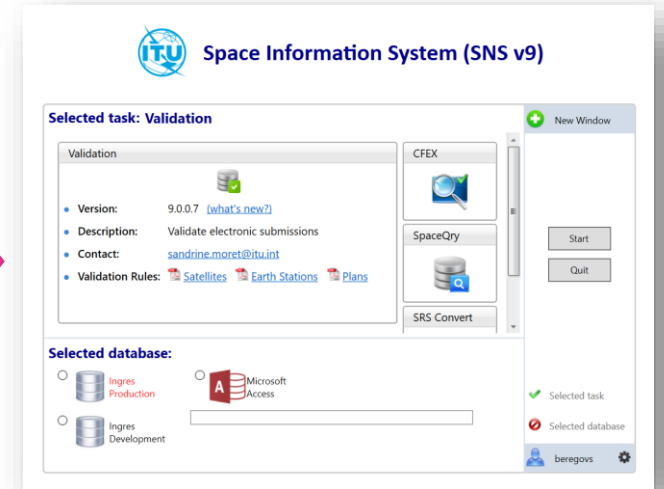 ITU
Space Information System (SNS v9)
Selected task: Validation
New Window
Validation
Version: 9.0.0.7 (what's new?)
Description: Validate electronic submissions
Contact: sandrine.moret@itu.int
Validation Rules: Satellites Earth Stations Plans
CFEX
SpaceQry
SRS Convert
Start
Quit
Selected database:
Ingres
Production
A
Microsoft
Access
Ingres
Development
Selected task
Selected database
beregovs